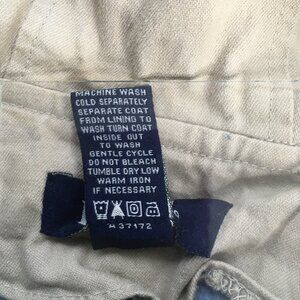 MACHINE WASH
COLD SEPARATELY
SEPARATE COAT
FROM LINING TO
WASH TURN COAT
INSIDE OUT
TO WASH
GENTLE CYCLE
DO NOT BLEACH
TUMBLE DRY LOW
WARM IRON
IF NECESSARY
37172